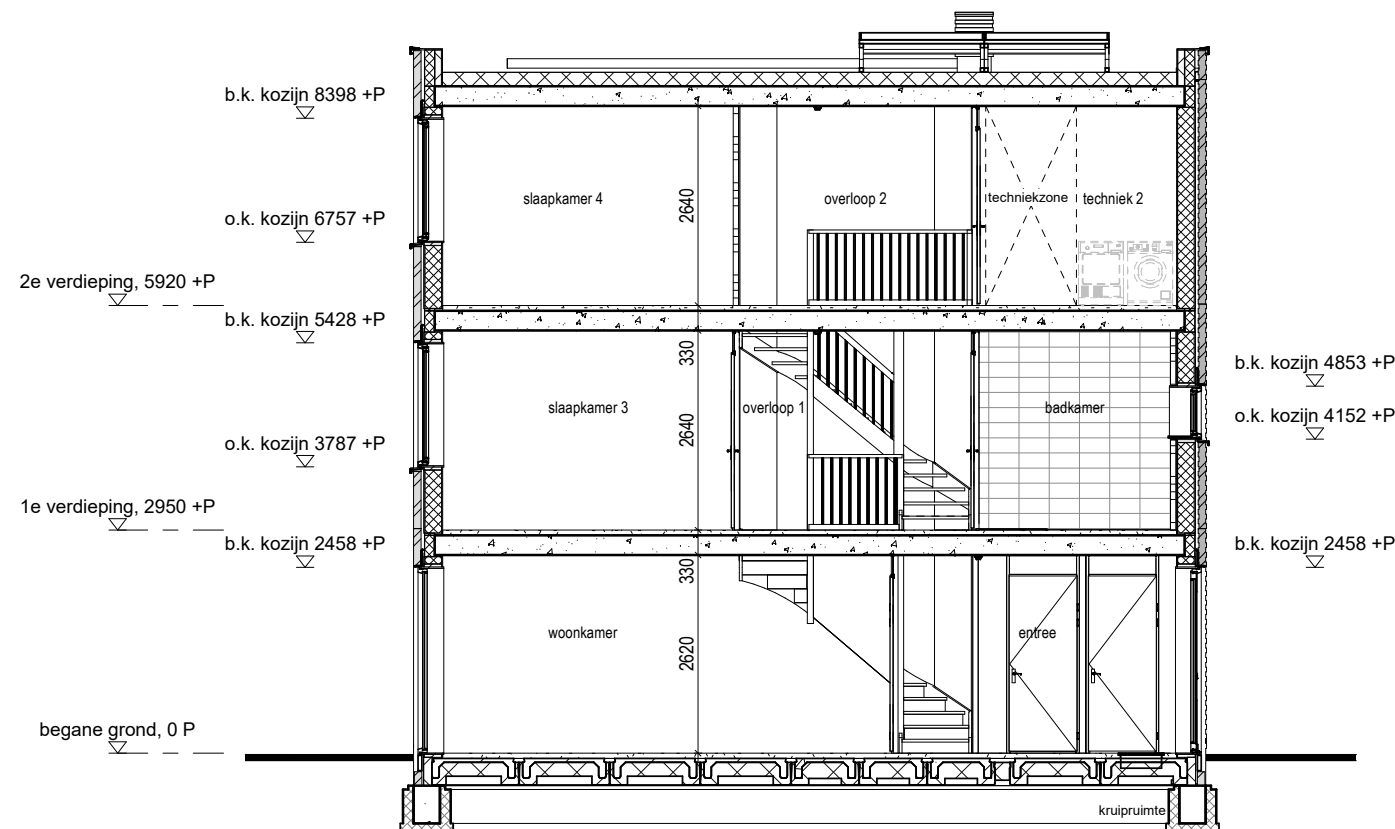 b.k. kozijn 8398 +P
slaapkamer 4
2640
overloop 2
techniekzone
techniek 2
o.k. kozijn 6757 +P
2e verdieping, 5920 +P
b.k. kozijn 5428 +P
330
b.k. kozijn 4853 +P
slaapkamer 3
2640
overloop 1
badkamer
o.k. kozijn 4152 +P
o.k. kozijn 3787 +P
1e verdieping, 2950 +P
b.k. kozijn 2458 +P
330
b.k. kozijn 2458 +P
woonkamer
2620
entree
begane grond, 0 P
kruipruimte